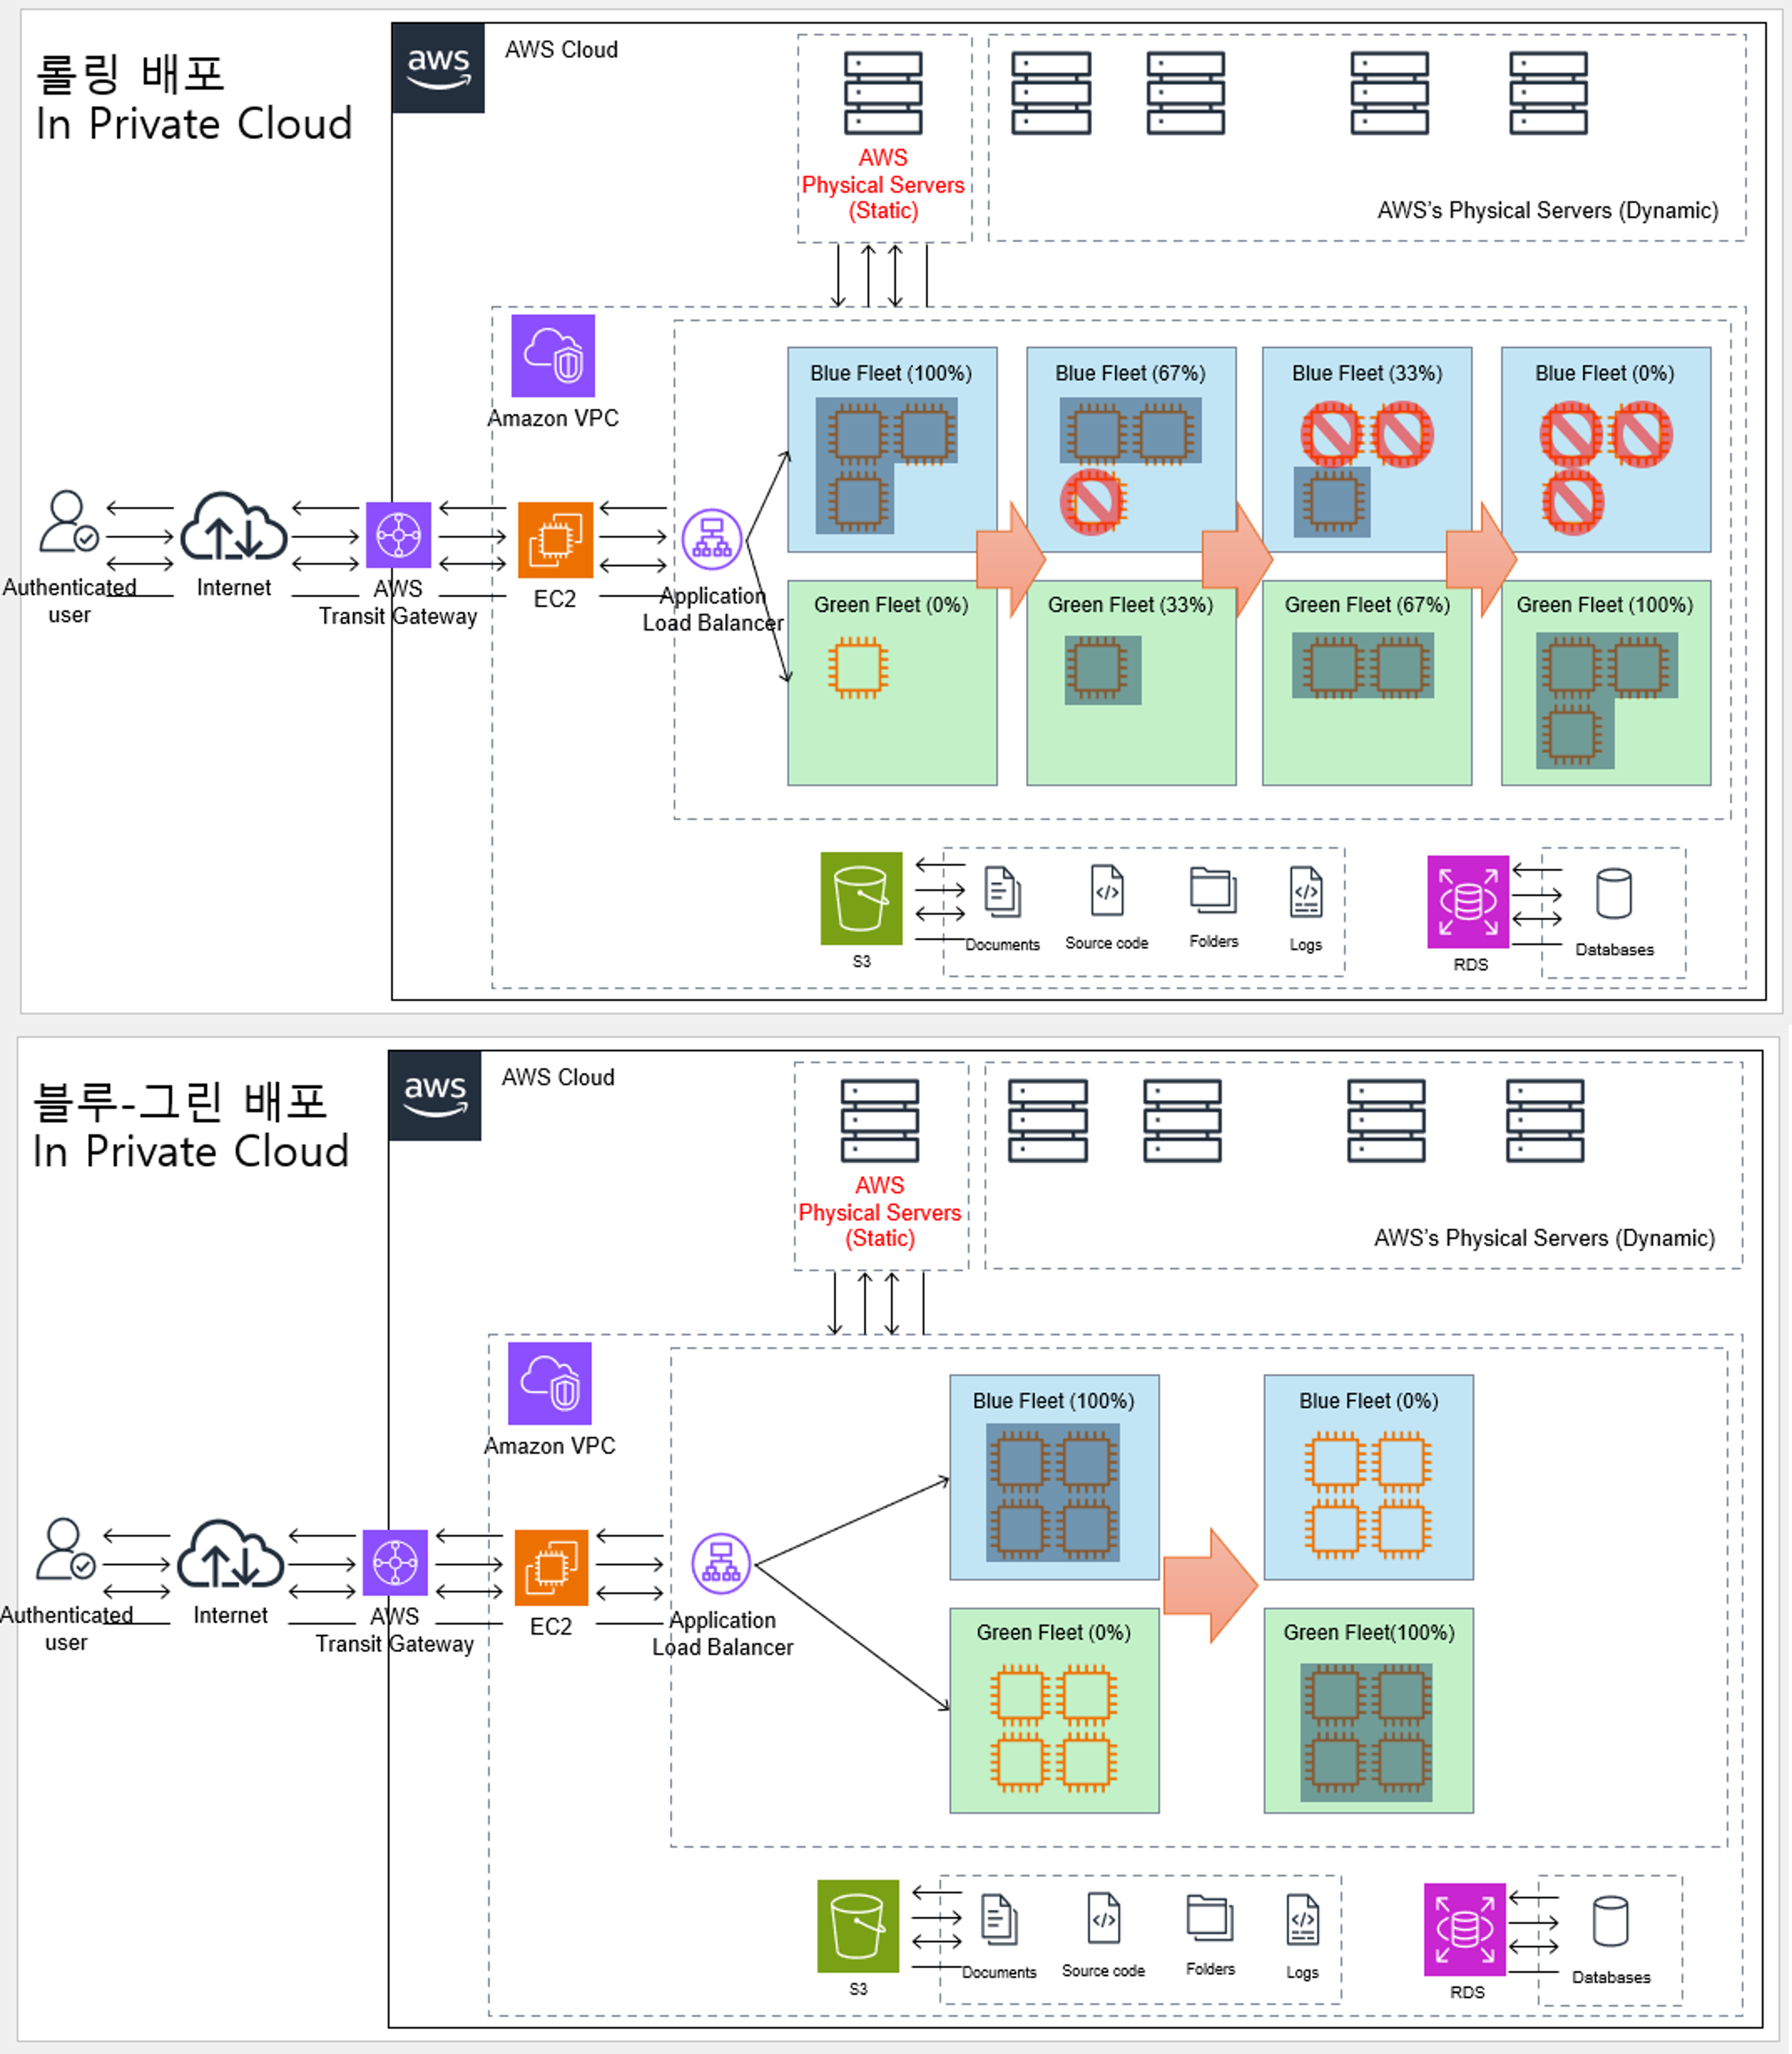 롤링 배포
In Private Cloud
aws
AWS Cloud
AWS
Physical Servers
(Static)
AWS's Physical Servers (Dynamic)
Amazon VPC
Blue Fleet (100%)
Blue Fleet (67%)
Blue Fleet (33%)
Blue Fleet (0%)
Authenticated
user
Internet
AWS
Transit Gateway
EC2
Application
Load Balancer
Green Fleet (0%)
Green Fleet (33%)
Green Fleet (67%)
Green Fleet (100%)
S3
Documents
Source code
Folders
Logs
RDS
Databases
블루-그린 배포
In Private Cloud
aws
AWS Cloud
AWS
Physical Servers
(Static)
AWS's Physical Servers (Dynamic)
Amazon VPC
Blue Fleet (100%)
Blue Fleet (0%)
Authenticated
user
Internet
AWS
Transit Gateway
EC2
Application
Load Balancer
Green Fleet (0%)
Green Fleet(100%)
S3
Documents
Source code
Folders
Logs
RDS
Databases